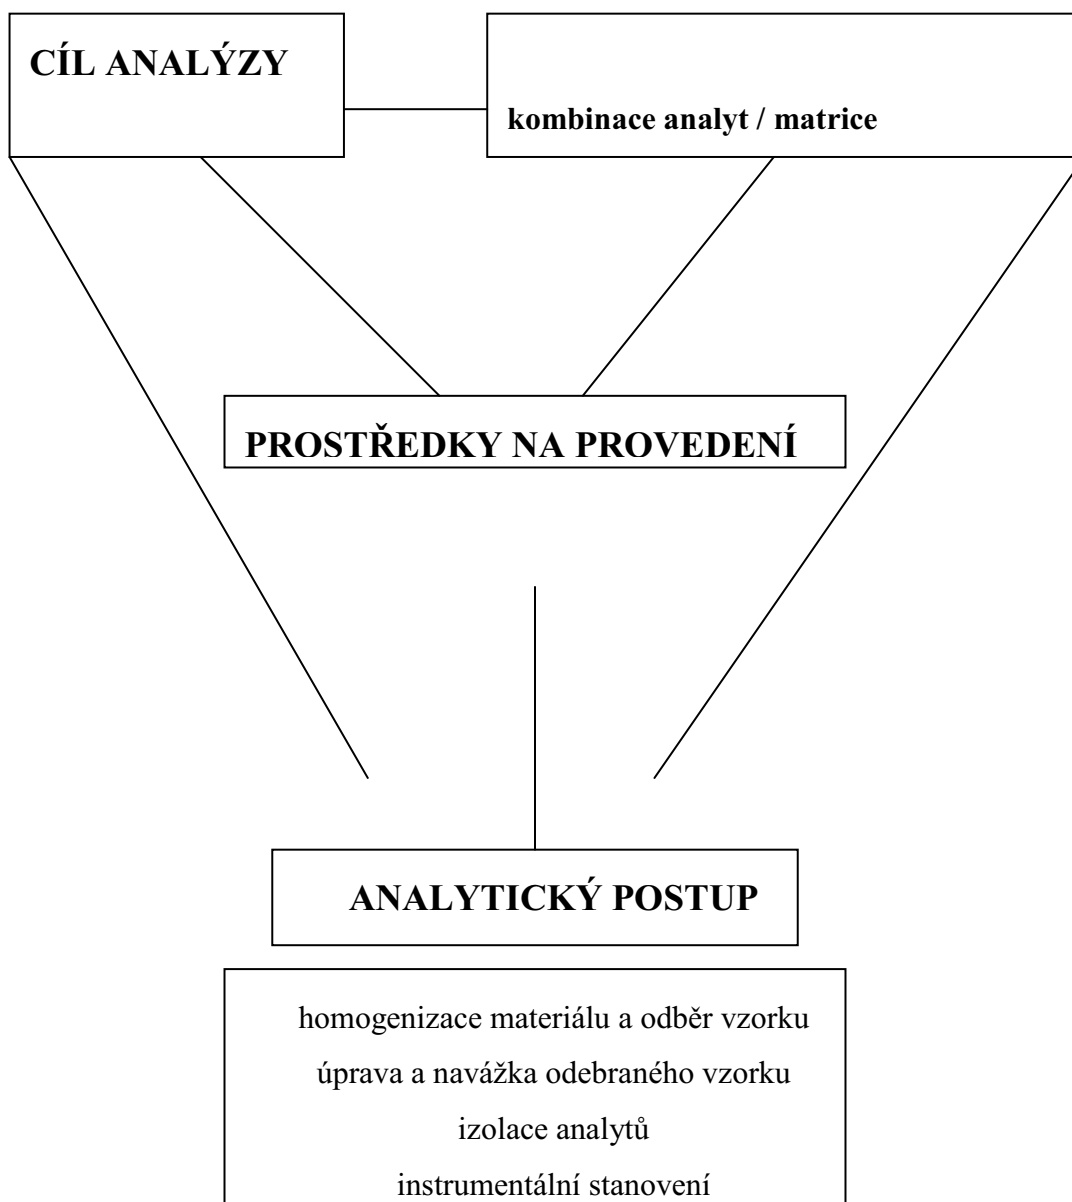 CÍL ANALÝZY
kombinace analyt / matrice
PROSTŘEDKY NA PROVEDENÍ
ANALYTICKÝ POSTUP
homogenizace materiálu a odběr vzorku
úprava a navážka odebraného vzorku
izolace analytů
instrumentální stanovení